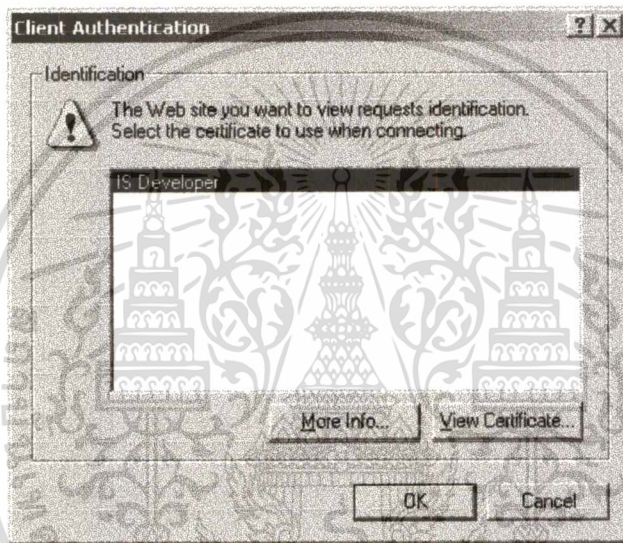 Client Authentication
Identification
The Web site you want to view requests identification.
Select the certificate to use when connecting.
IS Developer
More Info...
View Certificate...
OK
Cancel